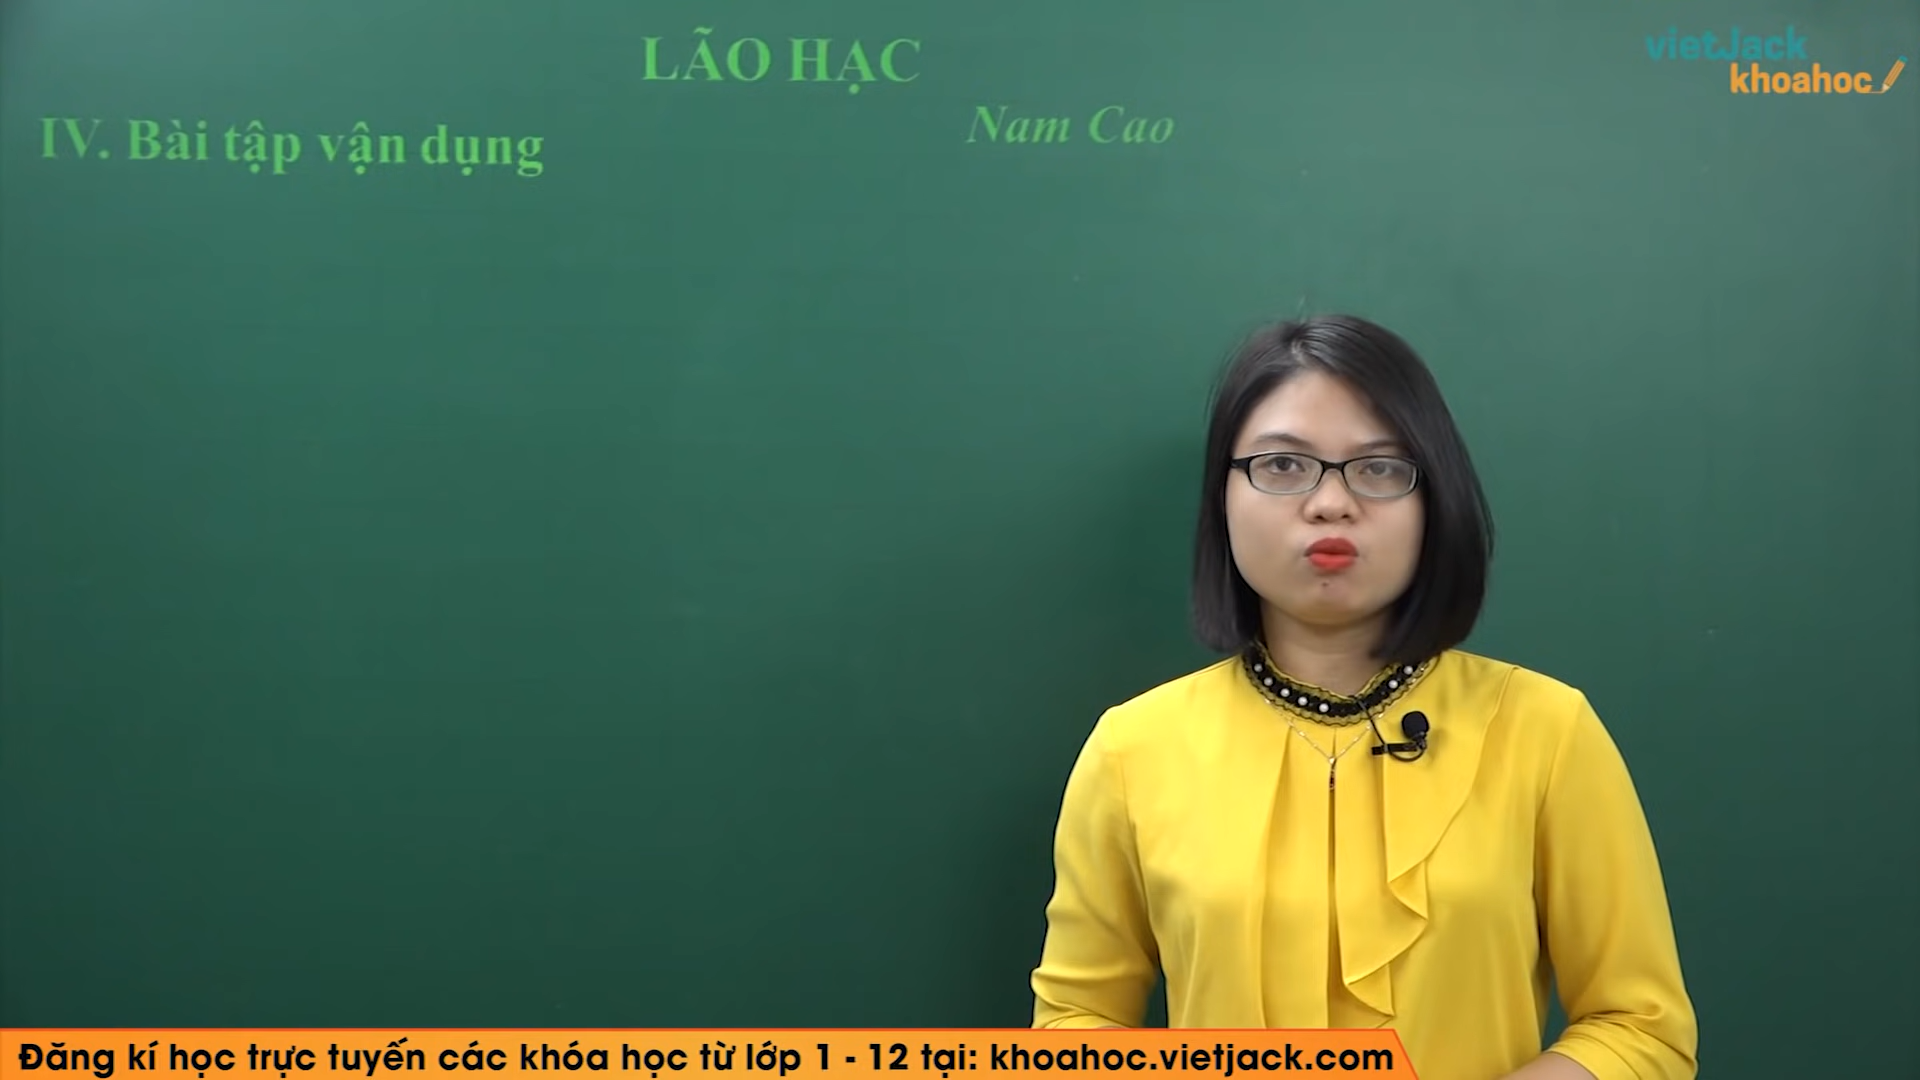 LÃO HẠC
vietJack
khoahoc
Nam Cao
IV. Bài tập vận dụng
Đăng kí học trực tuyến các khóa học từ lớp 1 - 12 tại: khoahoc.vietjack.com